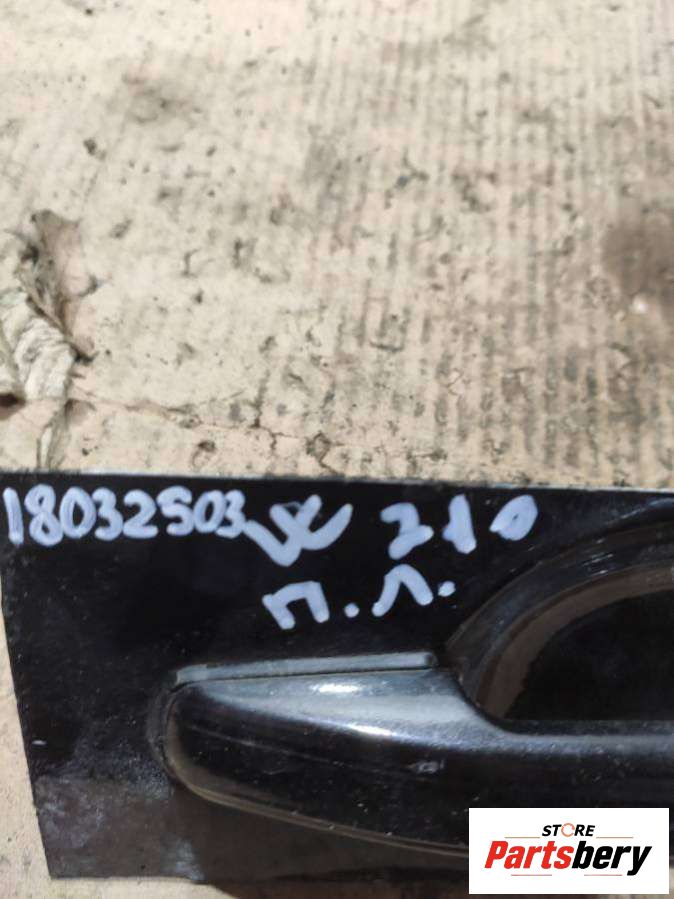 18032503 210
п.л.
STORE
Partsbery